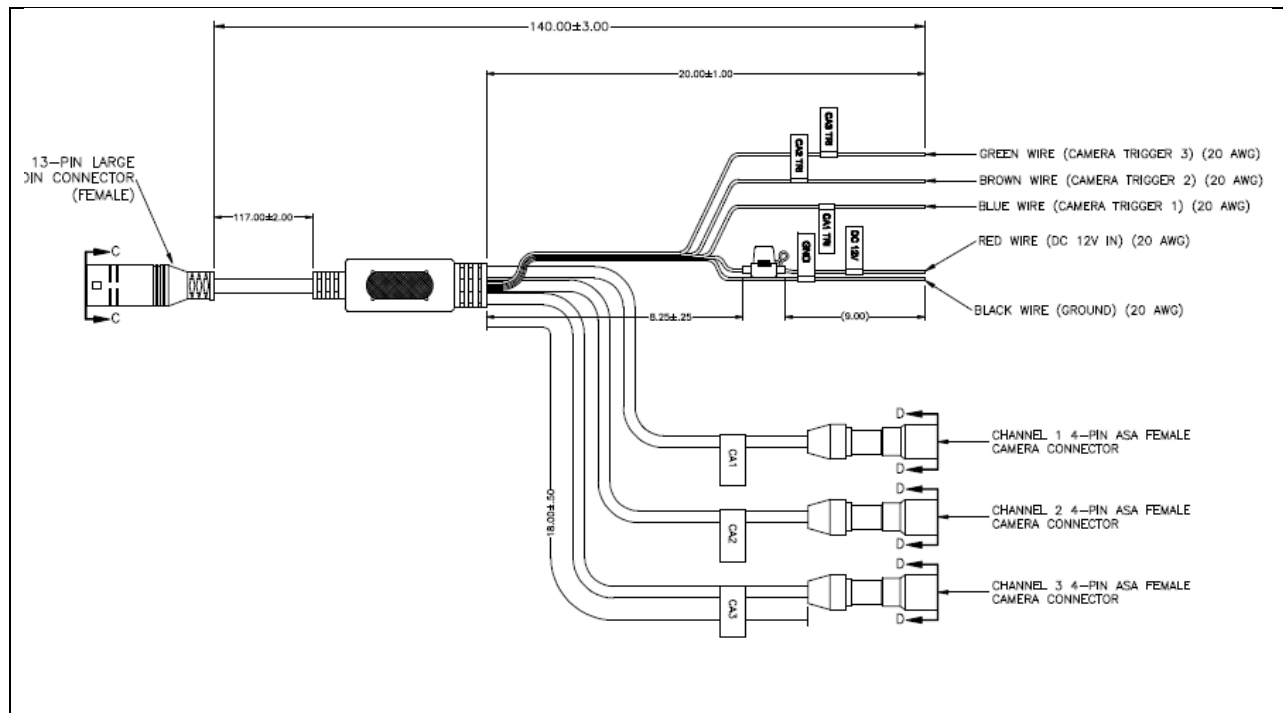 140.00±3.00
20.00±1.00
13-PIN LARGE
DIN CONNECTOR
(FEMALE)
117.00±2.00
C
C
CA3 TRI
CA2 TRI
CA1 TRI
GND
DC 12V
GREEN WIRE (CAMERA TRIGGER 3) (20 AWG)
BROWN WIRE (CAMERA TRIGGER 2) (20 AWG)
BLUE WIRE (CAMERA TRIGGER 1) (20 AWG)
RED WIRE (DC 12V IN) (20 AWG)
BLACK WIRE (GROUND) (20 AWG)
8.25±.25
(9.00)
18.00±.50
CA1
D
D
CHANNEL 1 4-PIN ASA FEMALE
CAMERA CONNECTOR
CA2
D
D
CHANNEL 2 4-PIN ASA FEMALE
CAMERA CONNECTOR
CA3
D
D
CHANNEL 3 4-PIN ASA FEMALE
CAMERA CONNECTOR